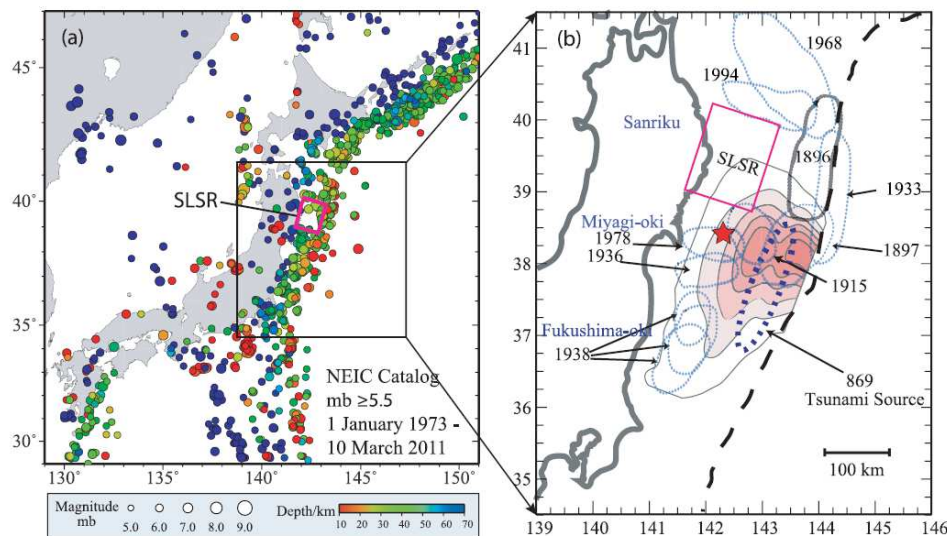 (a)
45°
40°
35°
30°
130°
135°
140°
145°
150°
SLSR
NEIC Catalog
mb ≥5.5
1 January 1973 -
10 March 2011
Magnitude
mb
5.0
6.0
7.0
8.0
9.0
Depth/km
10 20 30 40 50 60 70
(b)
41
40
39
38
37
36
35
139 140 141 142 143 144 145 146
1968
1994
Sanriku
SLSR
1896
1933
Miyagi-oki
1978
1936
1897
1915
Fukushima-oki
1938
869
Tsunami Source
100 km